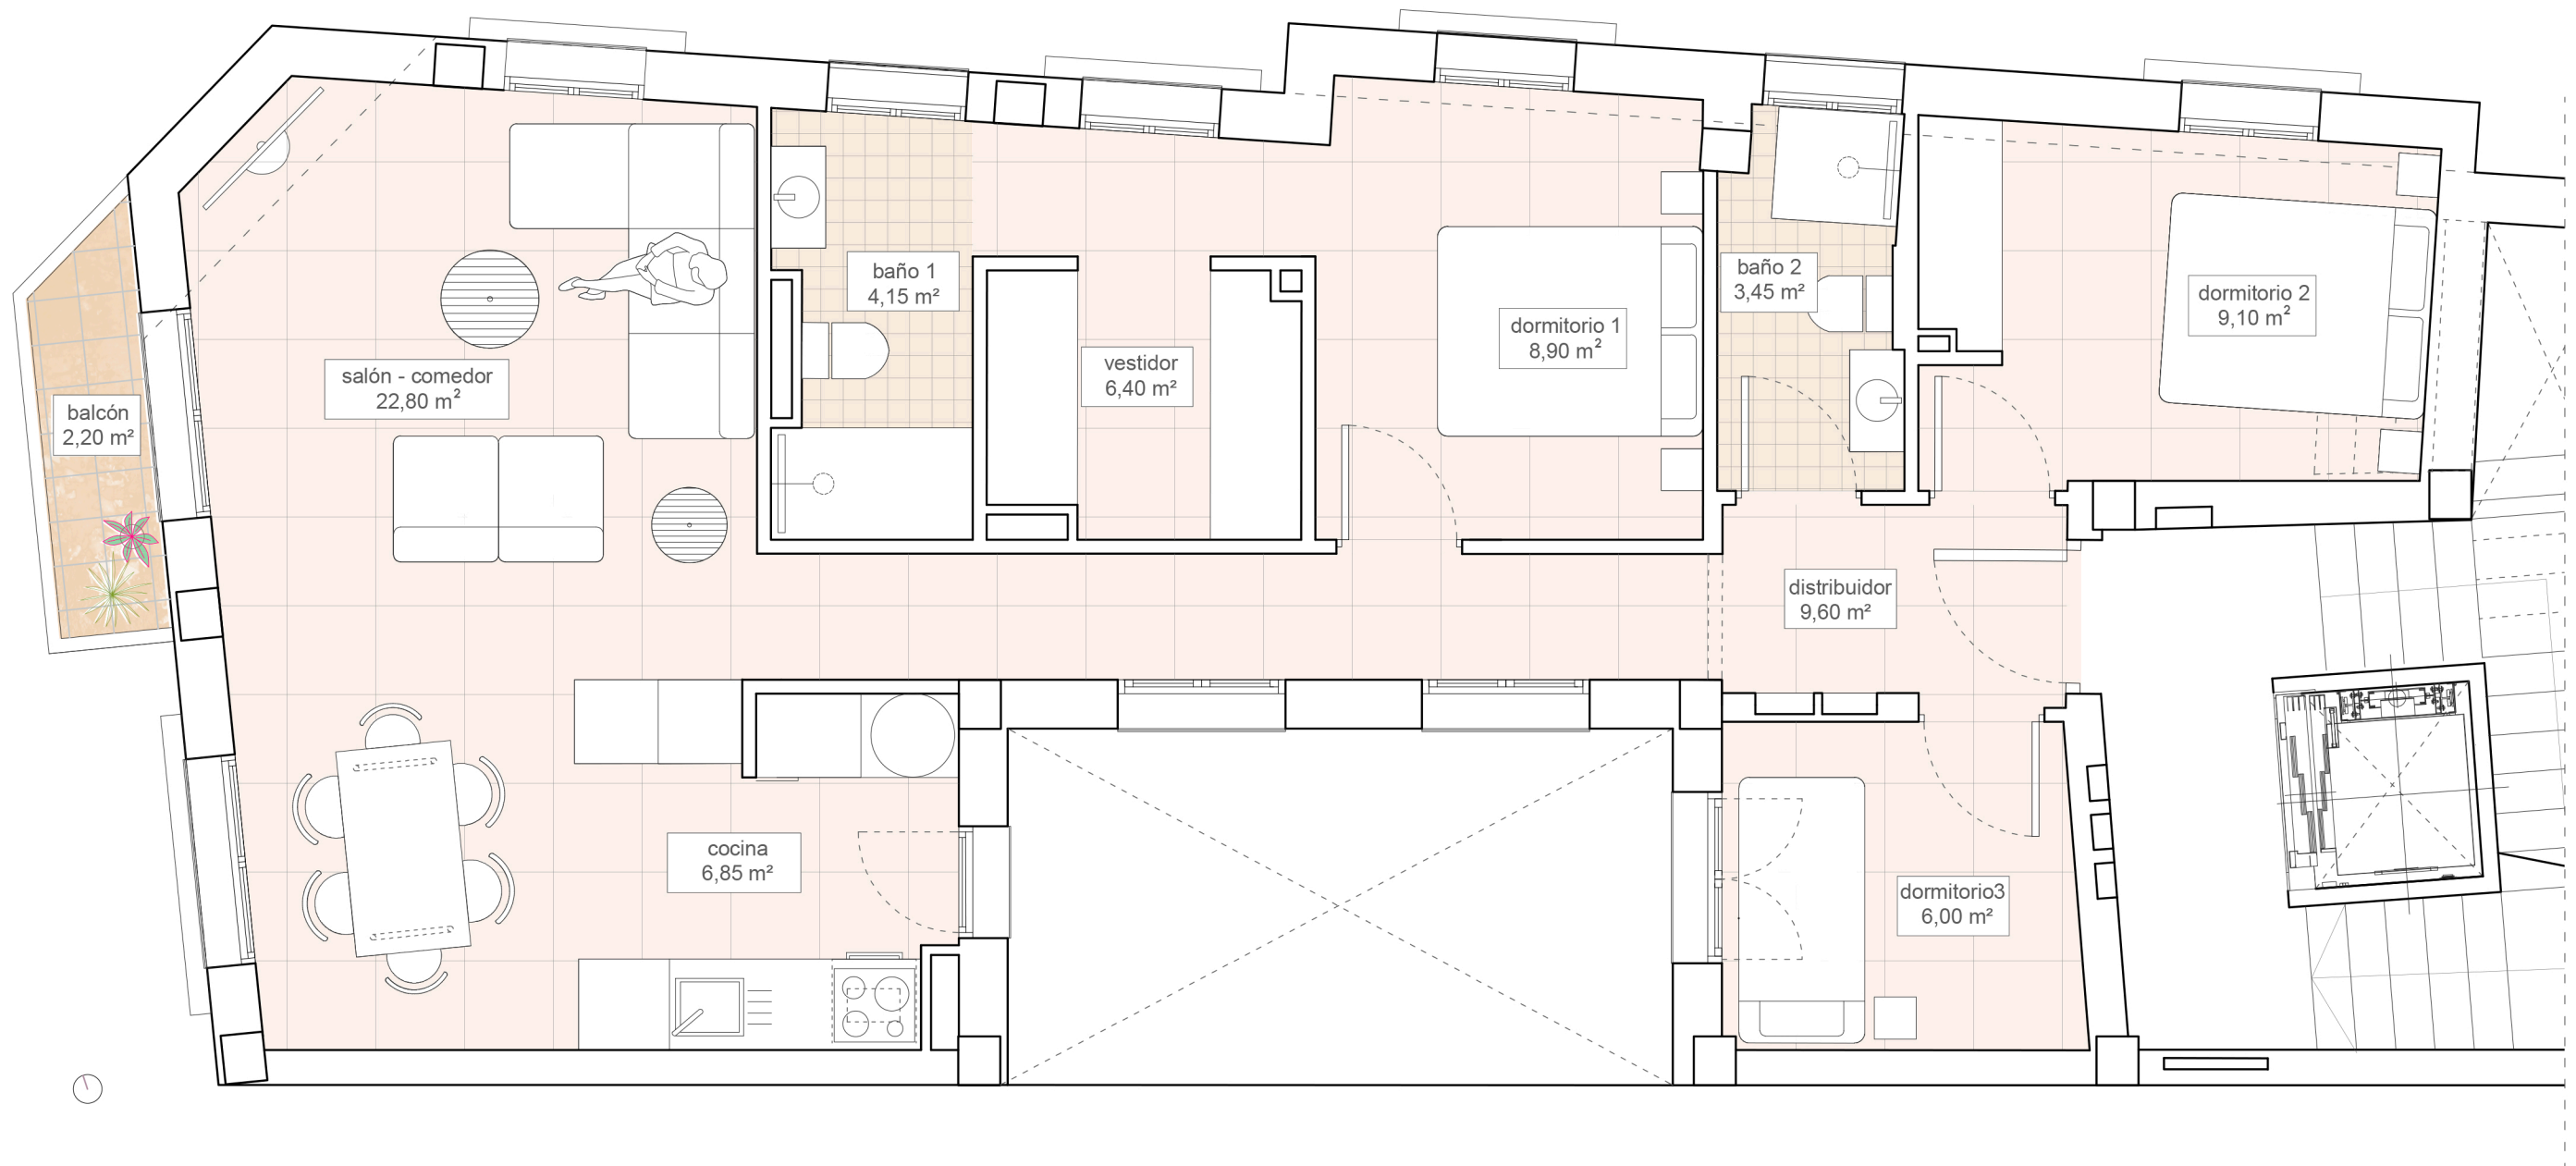 balcón
2,20 m²
salón - comedor
22,80 m²
baño 1
4,15 m²
vestidor
6,40 m²
dormitorio 1
8,90 m²
baño 2
3,45 m²
dormitorio 2
9,10 m²
distribuidor
9,60 m²
cocina
6,85 m²
dormitorio3
6,00 m²